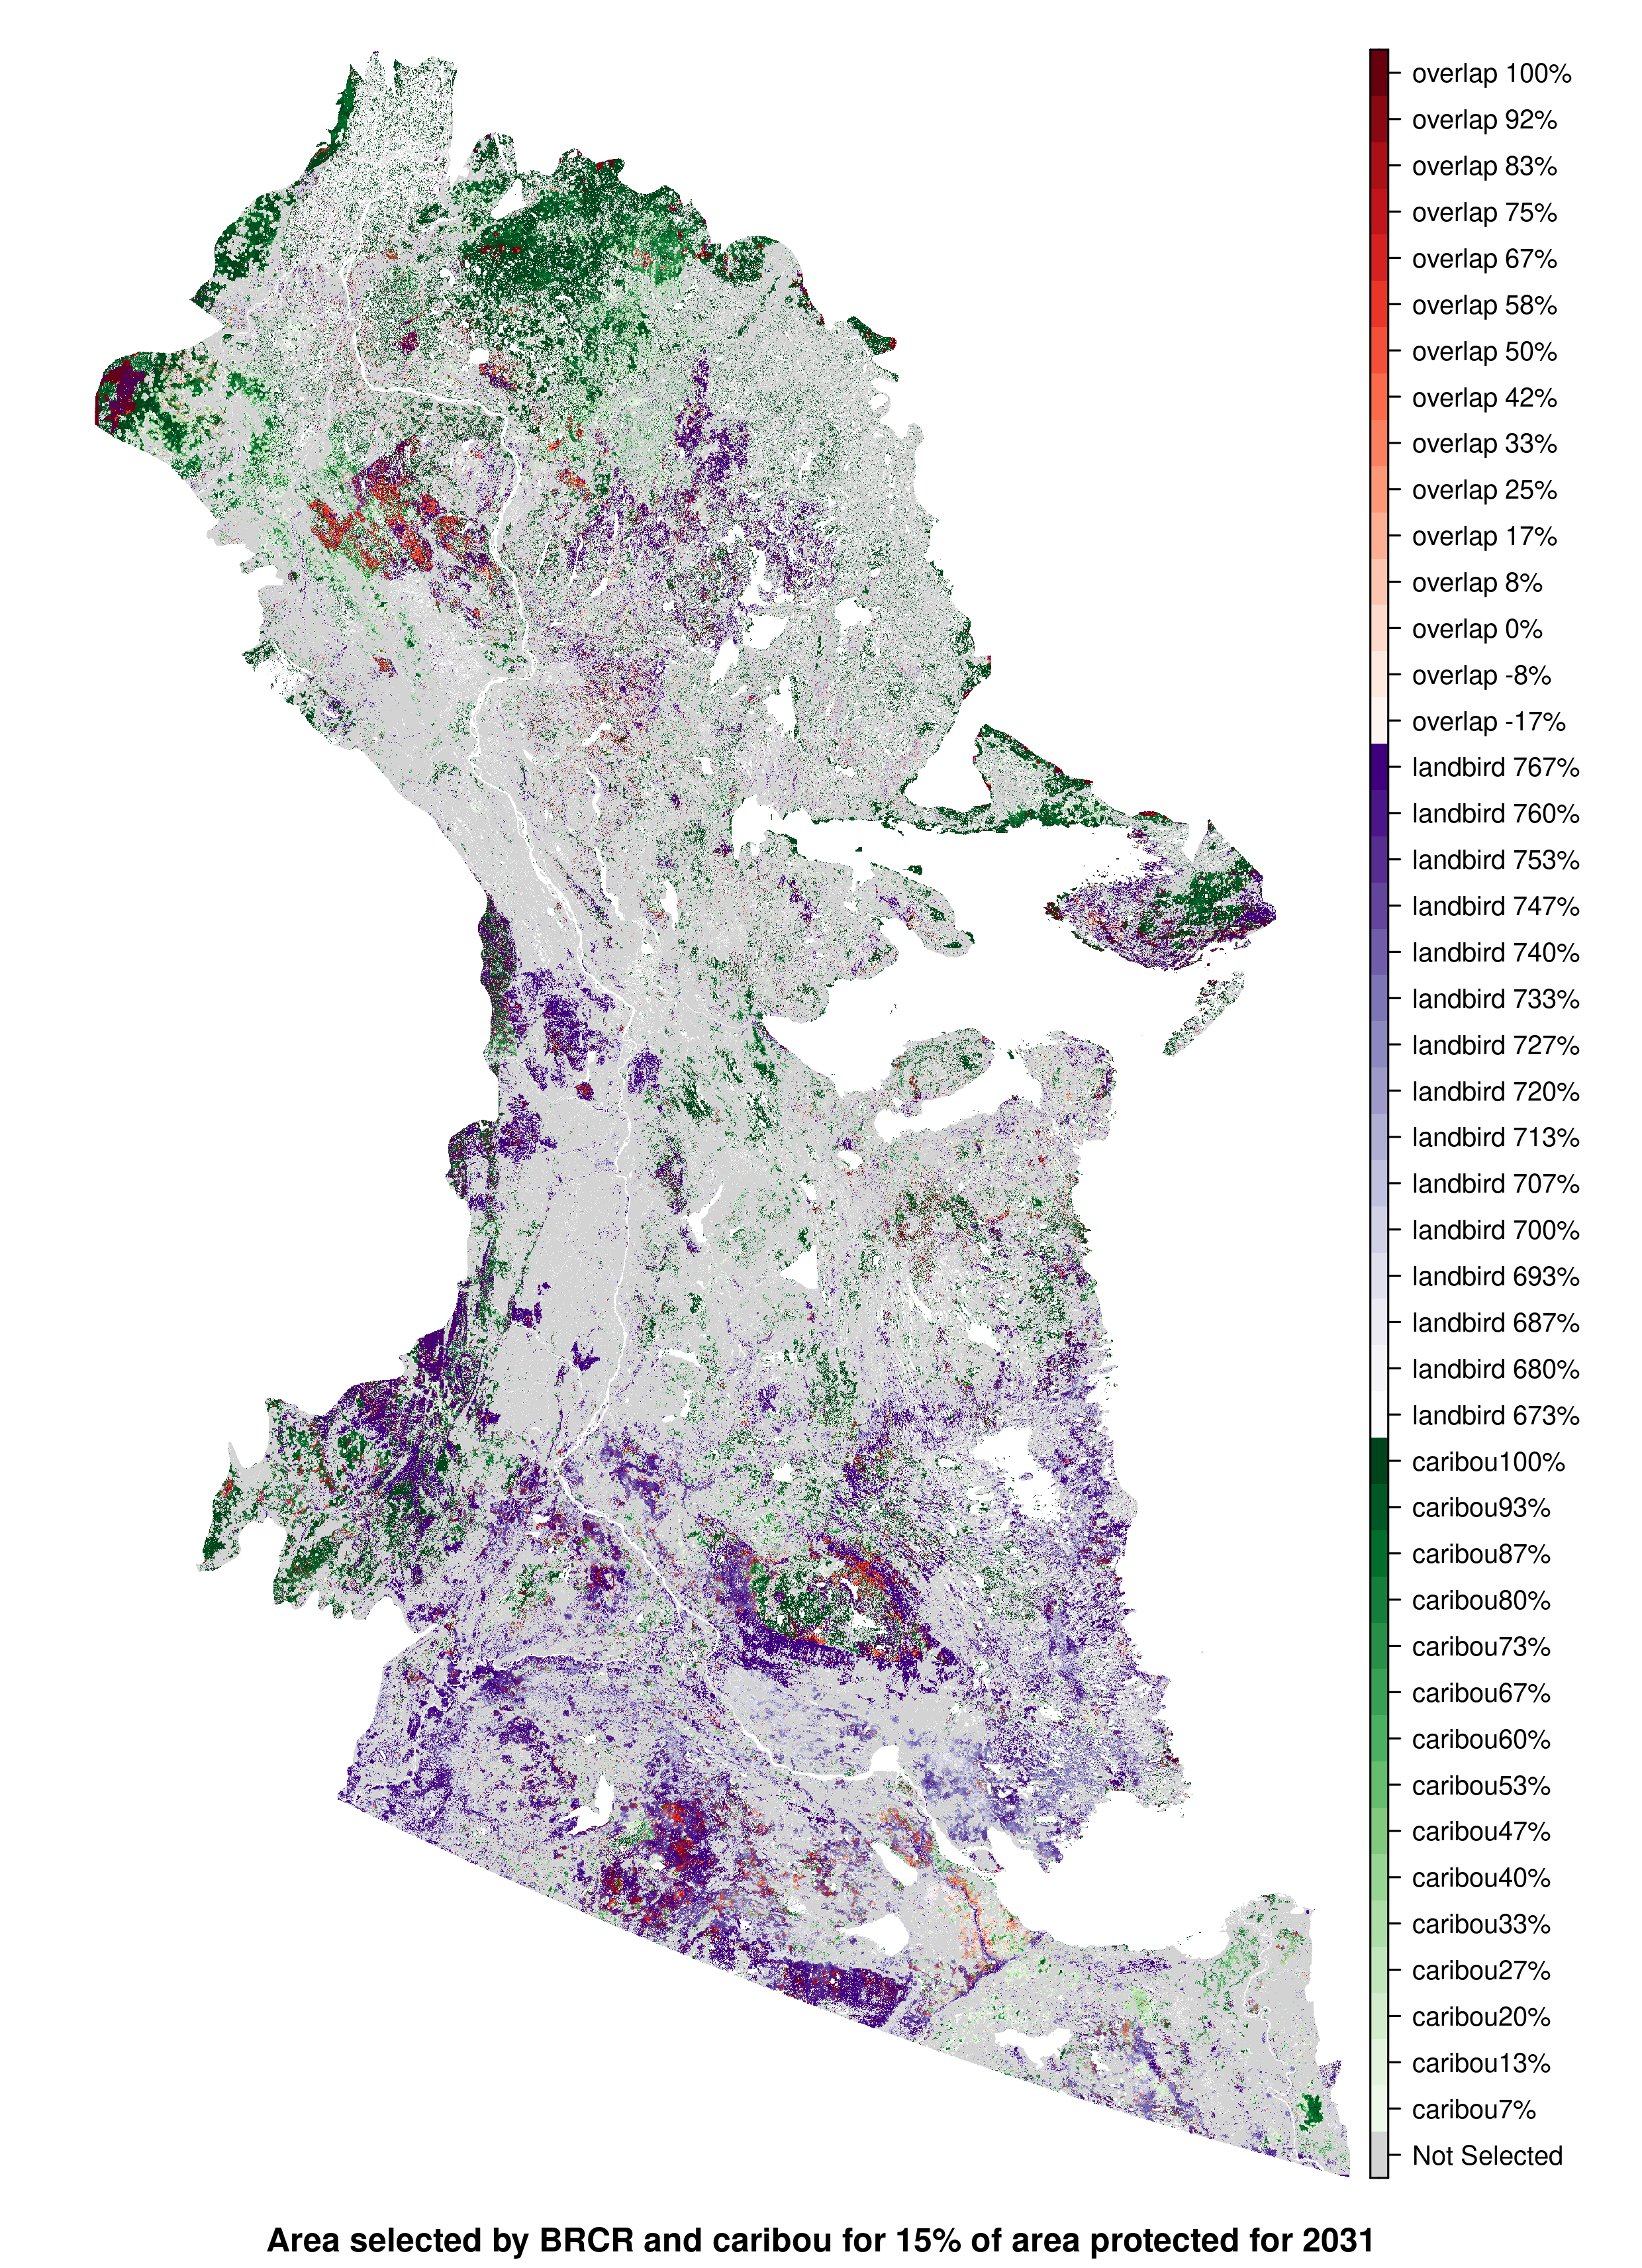 overlap 100%
overlap 92%
overlap 83%
overlap 75%
overlap 67%
overlap 58%
overlap 50%
overlap 42%
overlap 33%
overlap 25%
overlap 17%
overlap 8%
overlap 0%
overlap -8%
overlap -17%
landbird 767%
landbird 760%
landbird 753%
landbird 747%
landbird 740%
landbird 733%
landbird 727%
landbird 720%
landbird 713%
landbird 707%
landbird 700%
landbird 693%
landbird 687%
landbird 680%
landbird 673%
caribou100%
caribou93%
caribou87%
caribou80%
caribou73%
caribou67%
caribou60%
caribou53%
caribou47%
caribou40%
caribou33%
caribou27%
caribou20%
caribou13%
caribou7%
Not Selected
Area selected by BRCR and caribou for 15% of area protected for 2031